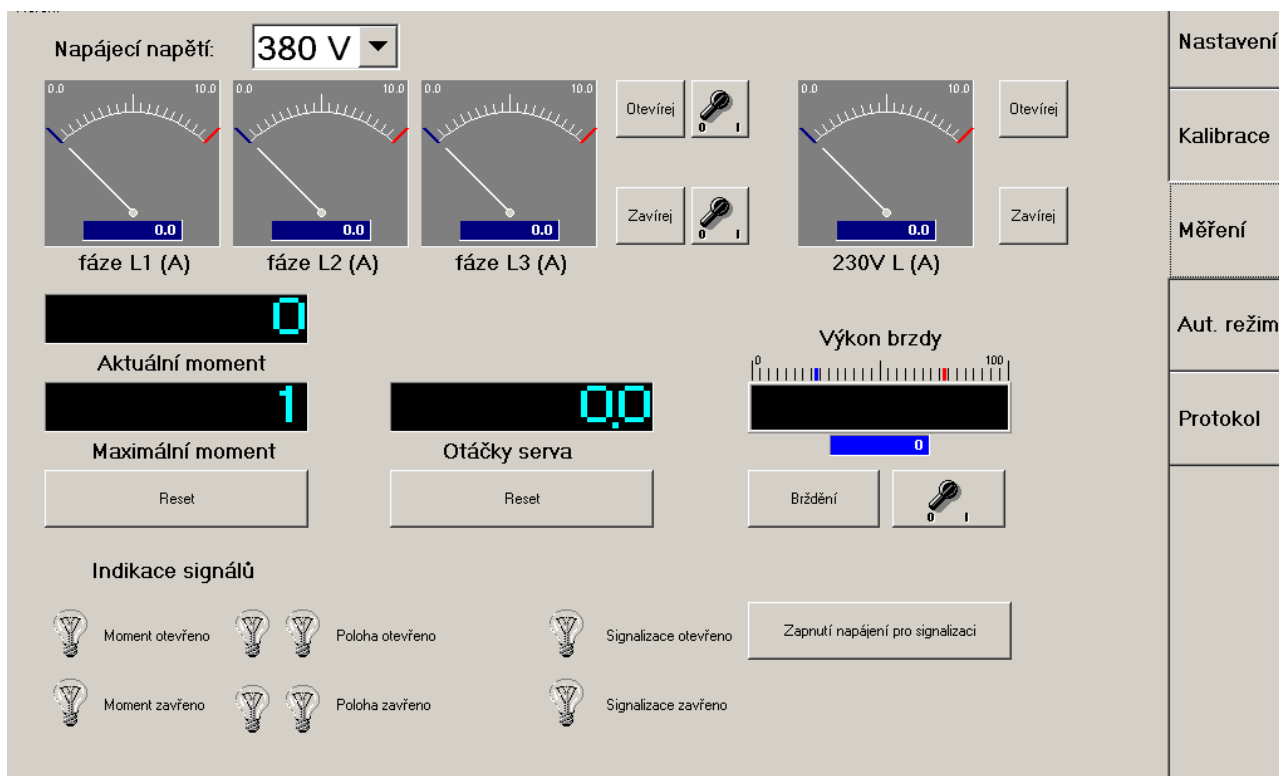 Napájecí napětí: 380 V
Nastavení
0.0 10.0 0.0 10.0 0.0 10.0 0.0 10.0
Otevírej 0 I Otevírej
Kalibrace
Zavírej 0 I Zavírej
0.0 0.0 0.0 0.0
Měření
fáze L1 (A) fáze L2 (A) fáze L3 (A) 230V L (A)
0
Aut. režim
Výkon brzdy
Aktuální moment
0 100
1 0.0
Protokol
0
Maximální moment Otáčky serva
Reset Reset Brždění 0 I
Indikace signálů
Moment otevřeno Poloha otevřeno Signalizace otevřeno Zapnutí napájení pro signalizaci
Moment zavřeno Poloha zavřeno Signalizace zavřeno